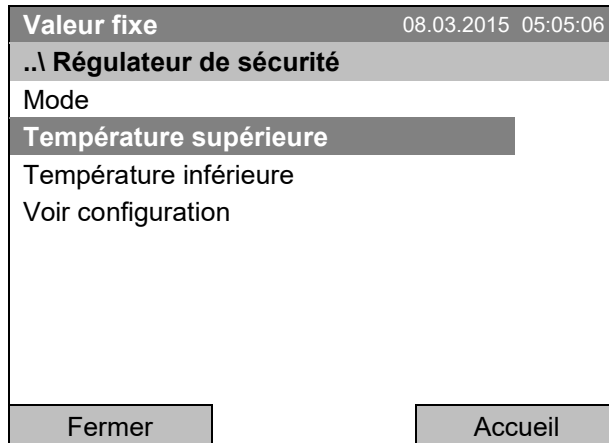 Valeur fixe 08.03.2015 05:05:06
..\ Régulateur de sécurité
Mode
Température supérieure
Température inférieure
Voir configuration
Fermer Accueil